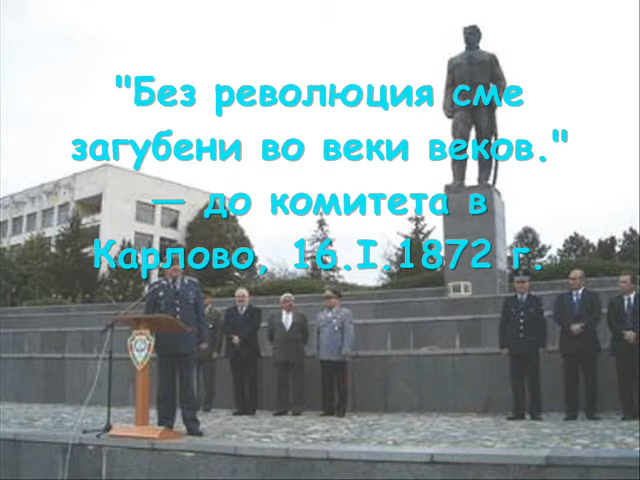 "Без революция сме
загубени во веки веков."
— до комитета в
Карлово, 16.I.1872 г.